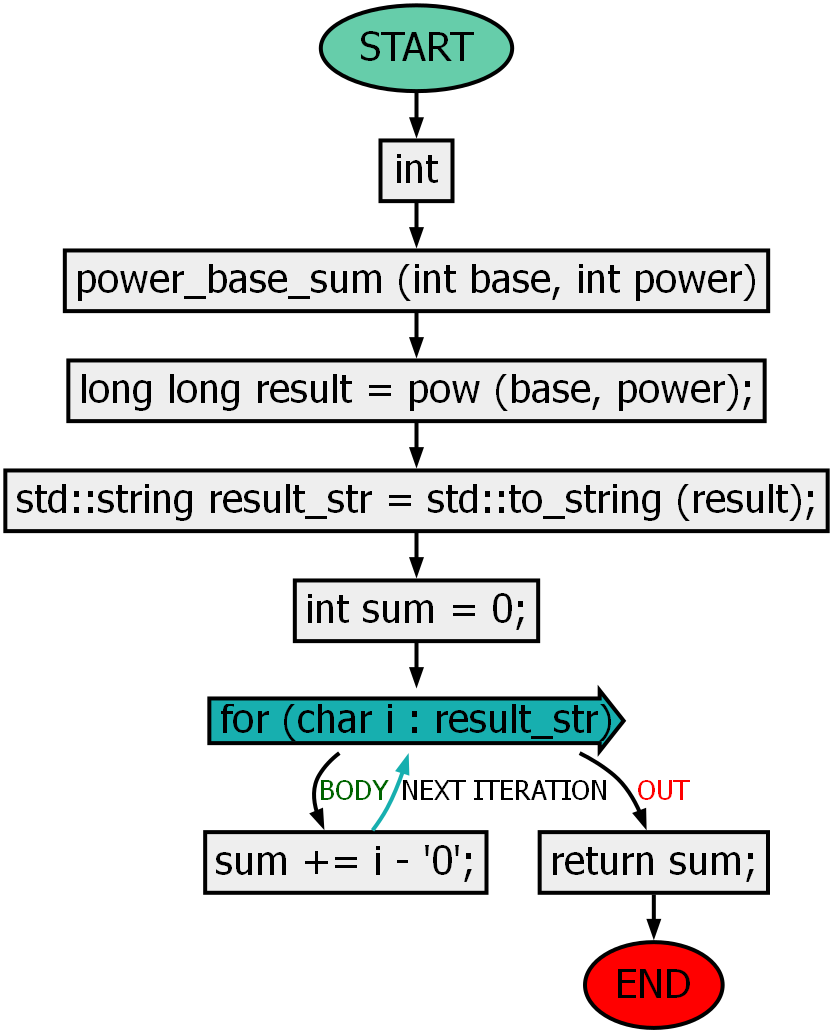 START
int
power_base_sum (int base, int power)
long long result = pow (base, power);
std::string result_str = std::to_string (result);
int sum = 0;
for (char i : result_str)
BODY
NEXT ITERATION
OUT
sum += i - '0';
return sum;
END